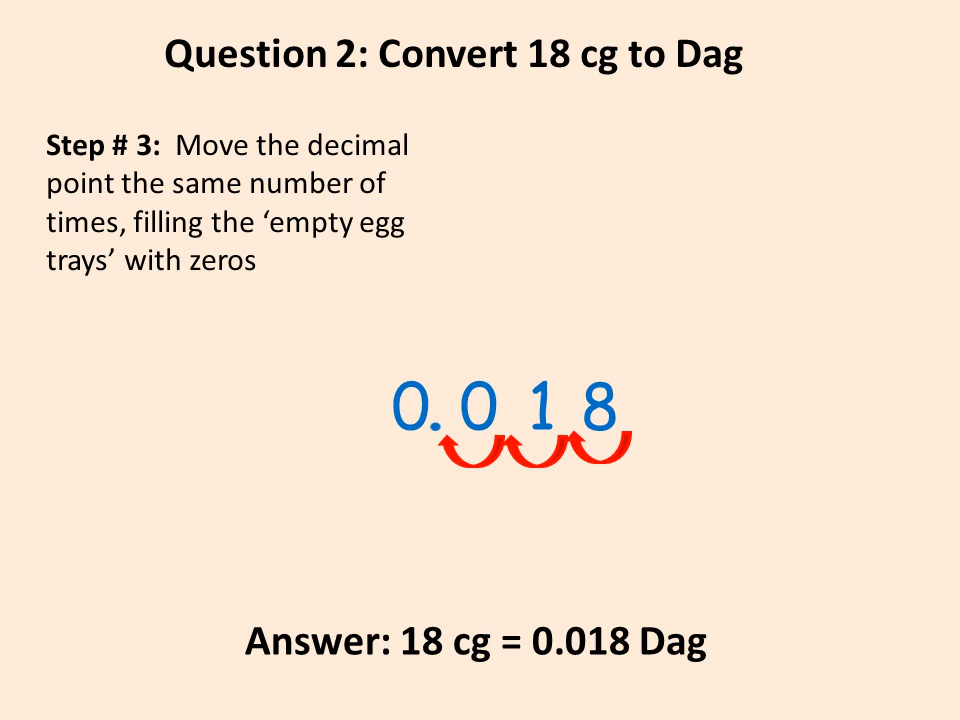 Question 2: Convert 18 cg to Dag
Step # 3:  Move the decimal
point the same number of
times, filling the ‘empty egg
trays’ with zeros
0. 0 1 8
Answer: 18 cg = 0.018 Dag